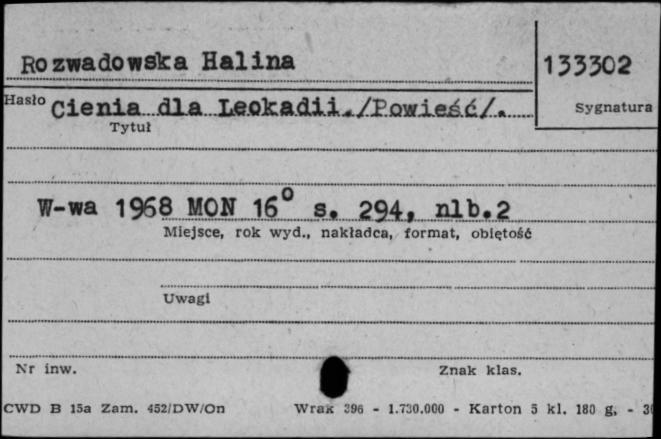 Rozwadowska Halina
133302
Hasło Cienia dla Leokadii./Powieść/.
Sygnatura
Tytuł
W-wa 1968 MON 16° s. 294, nlb.2
Miejsce, rok wyd., nakładca, format, objętość
Uwagi
Nr inw.
Znak klas.
CWD B 15a Zam. 452/DW/On Wrak 396 - 1.730.000 - Karton 5 kl. 180 g, -